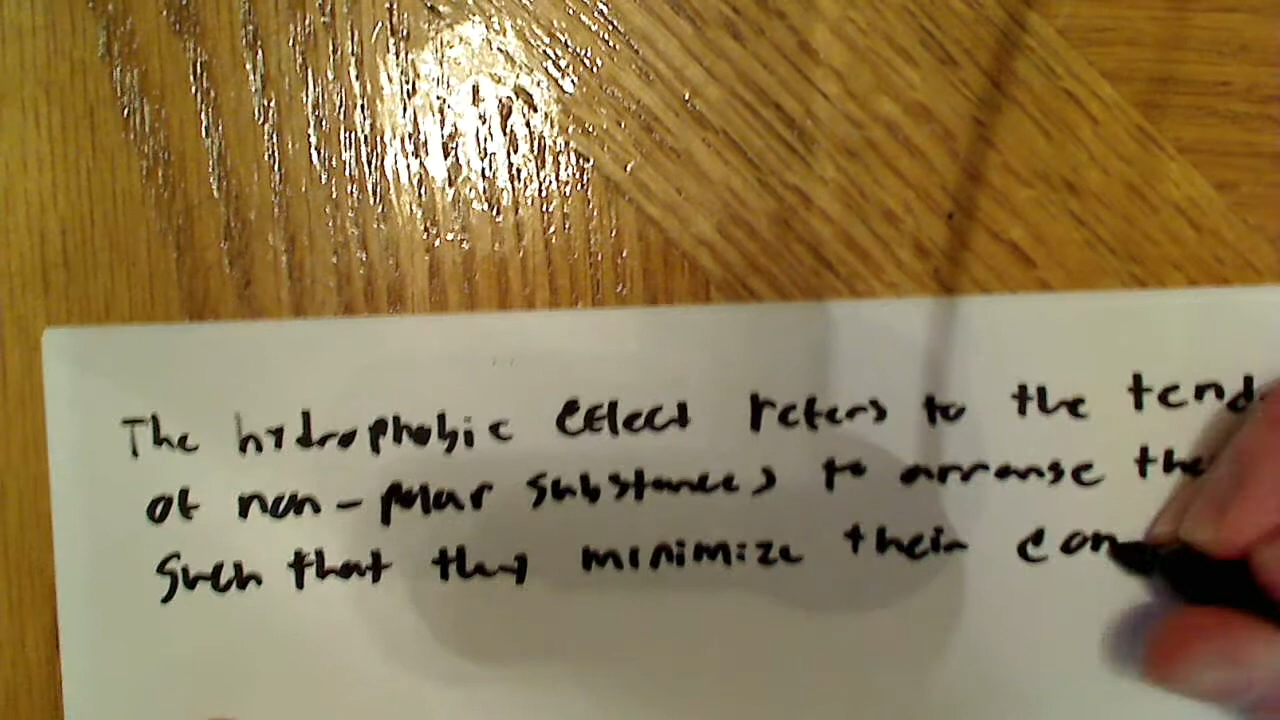 The hydrophobic effect refers to the tend
of non-polar substances to arrange the
such that they minimize their con